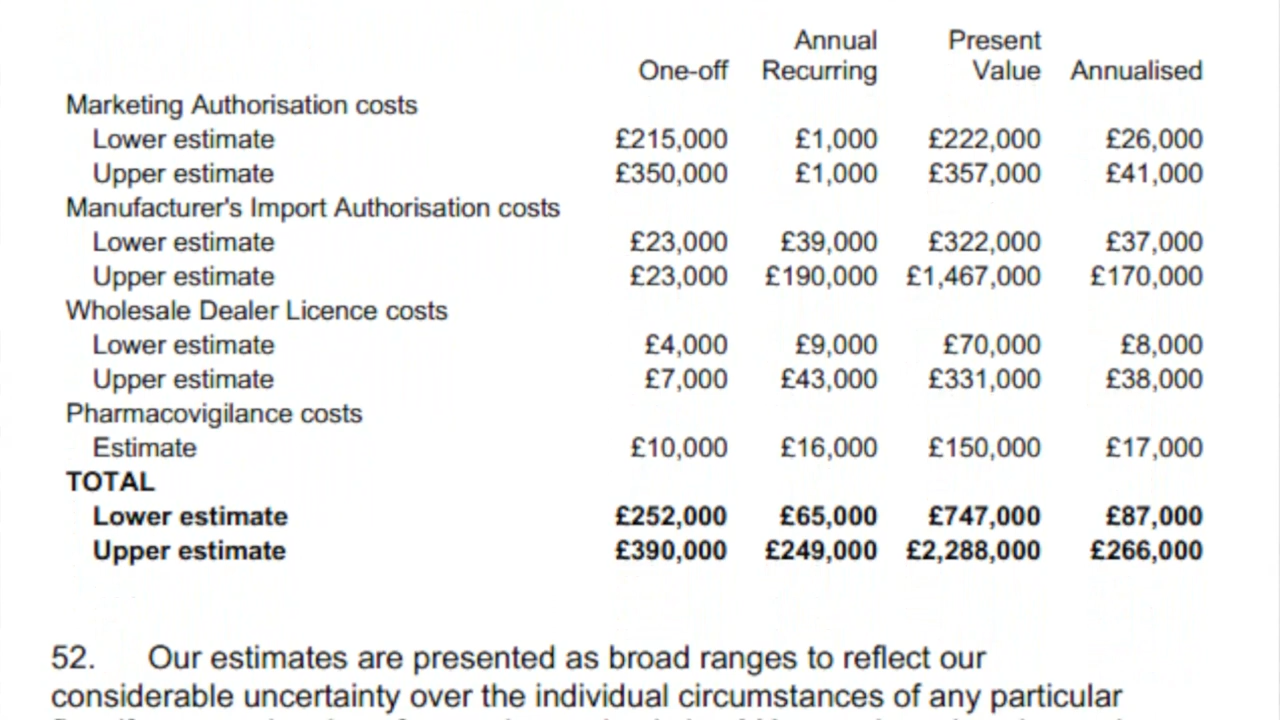 Annual Present
One-off Recurring Value Annualised
Marketing Authorisation costs
Lower estimate £215,000 £1,000 £222,000 £26,000
Upper estimate £350,000 £1,000 £357,000 £41,000
Manufacturer's Import Authorisation costs
Lower estimate £23,000 £39,000 £322,000 £37,000
Upper estimate £23,000 £190,000 £1,467,000 £170,000
Wholesale Dealer Licence costs
Lower estimate £4,000 £9,000 £70,000 £8,000
Upper estimate £7,000 £43,000 £331,000 £38,000
Pharmacovigilance costs
Estimate £10,000 £16,000 £150,000 £17,000
TOTAL
Lower estimate £252,000 £65,000 £747,000 £87,000
Upper estimate £390,000 £249,000 £2,288,000 £266,000
52. Our estimates are presented as broad ranges to reflect our
considerable uncertainty over the individual circumstances of any particular